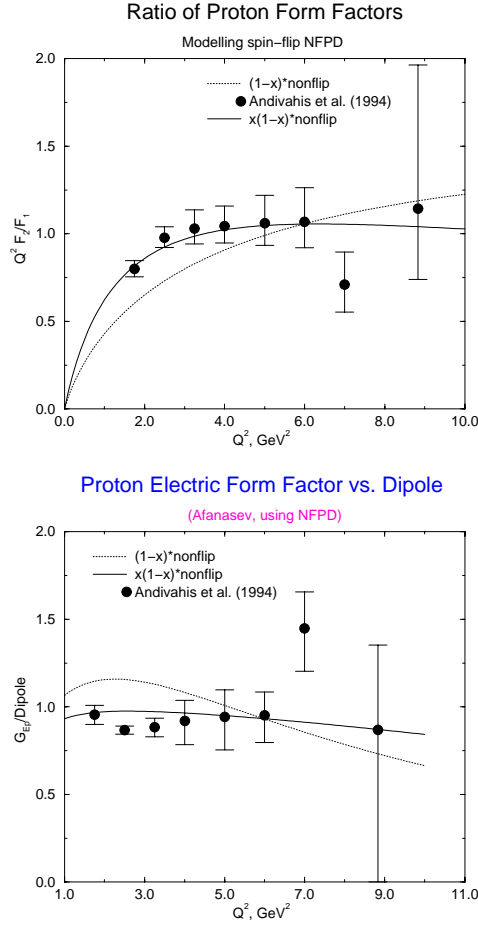 Ratio of Proton Form Factors
Modelling spin−flip NFPD
2.0
1.5
1.0
0.5
0.0
Q² F₂/F₁
(1−x)*nonflip
Andivahis et al. (1994)
x(1−x)*nonflip
0.0 2.0 4.0 6.0 8.0 10.0
Q², GeV²
Proton Electric Form Factor vs. Dipole
(Afanasev, using NFPD)
2.0
1.5
1.0
0.5
0.0
G_Ep/Dipole
(1−x)*nonflip
x(1−x)*nonflip
Andivahis et al. (1994)
1.0 3.0 5.0 7.0 9.0 11.0
Q², GeV²